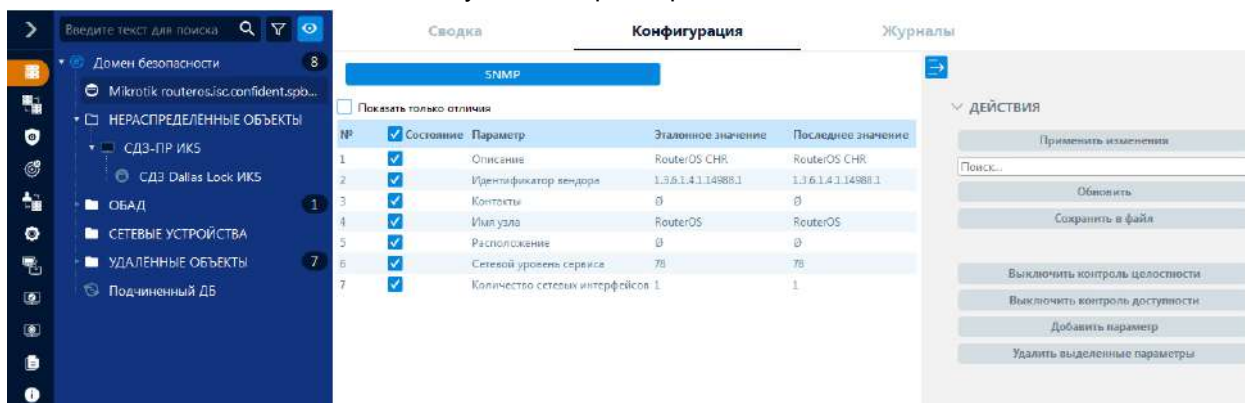 Введите текст для поиска
Домен безопасности 8
Mikrotik routeros.isc.confident.spb...
НЕРАСПРЕДЕЛЕННЫЕ ОБЪЕКТЫ
СДЗ-ПР ИК5
СДЗ Dallas Lock ИК5
ОБАД 1
СЕТЕВЫЕ УСТРОЙСТВА
УДАЛЕННЫЕ ОБЪЕКТЫ 7
Подчиненный ДБ
Сводка Конфигурация Журналы
SNMP
Показать только отличия
№ Состояние Параметр Эталонное значение Последнее значение
1 Описание RouterOS CHR RouterOS CHR
2 Идентификатор вендора 1.3.6.1.4.1.14988.1 1.3.6.1.4.1.14988.1
3 Контакты Ø Ø
4 Имя узла RouterOS RouterOS
5 Расположение Ø Ø
6 Сетевой уровень сервиса 78 78
7 Количество сетевых интерфейсов 1 1
ДЕЙСТВИЯ
Применить изменения
Поиск...
Обновить
Сохранить в файл
Выключить контроль целостности
Выключить контроль доступности
Добавить параметр
Удалить выделенные параметры